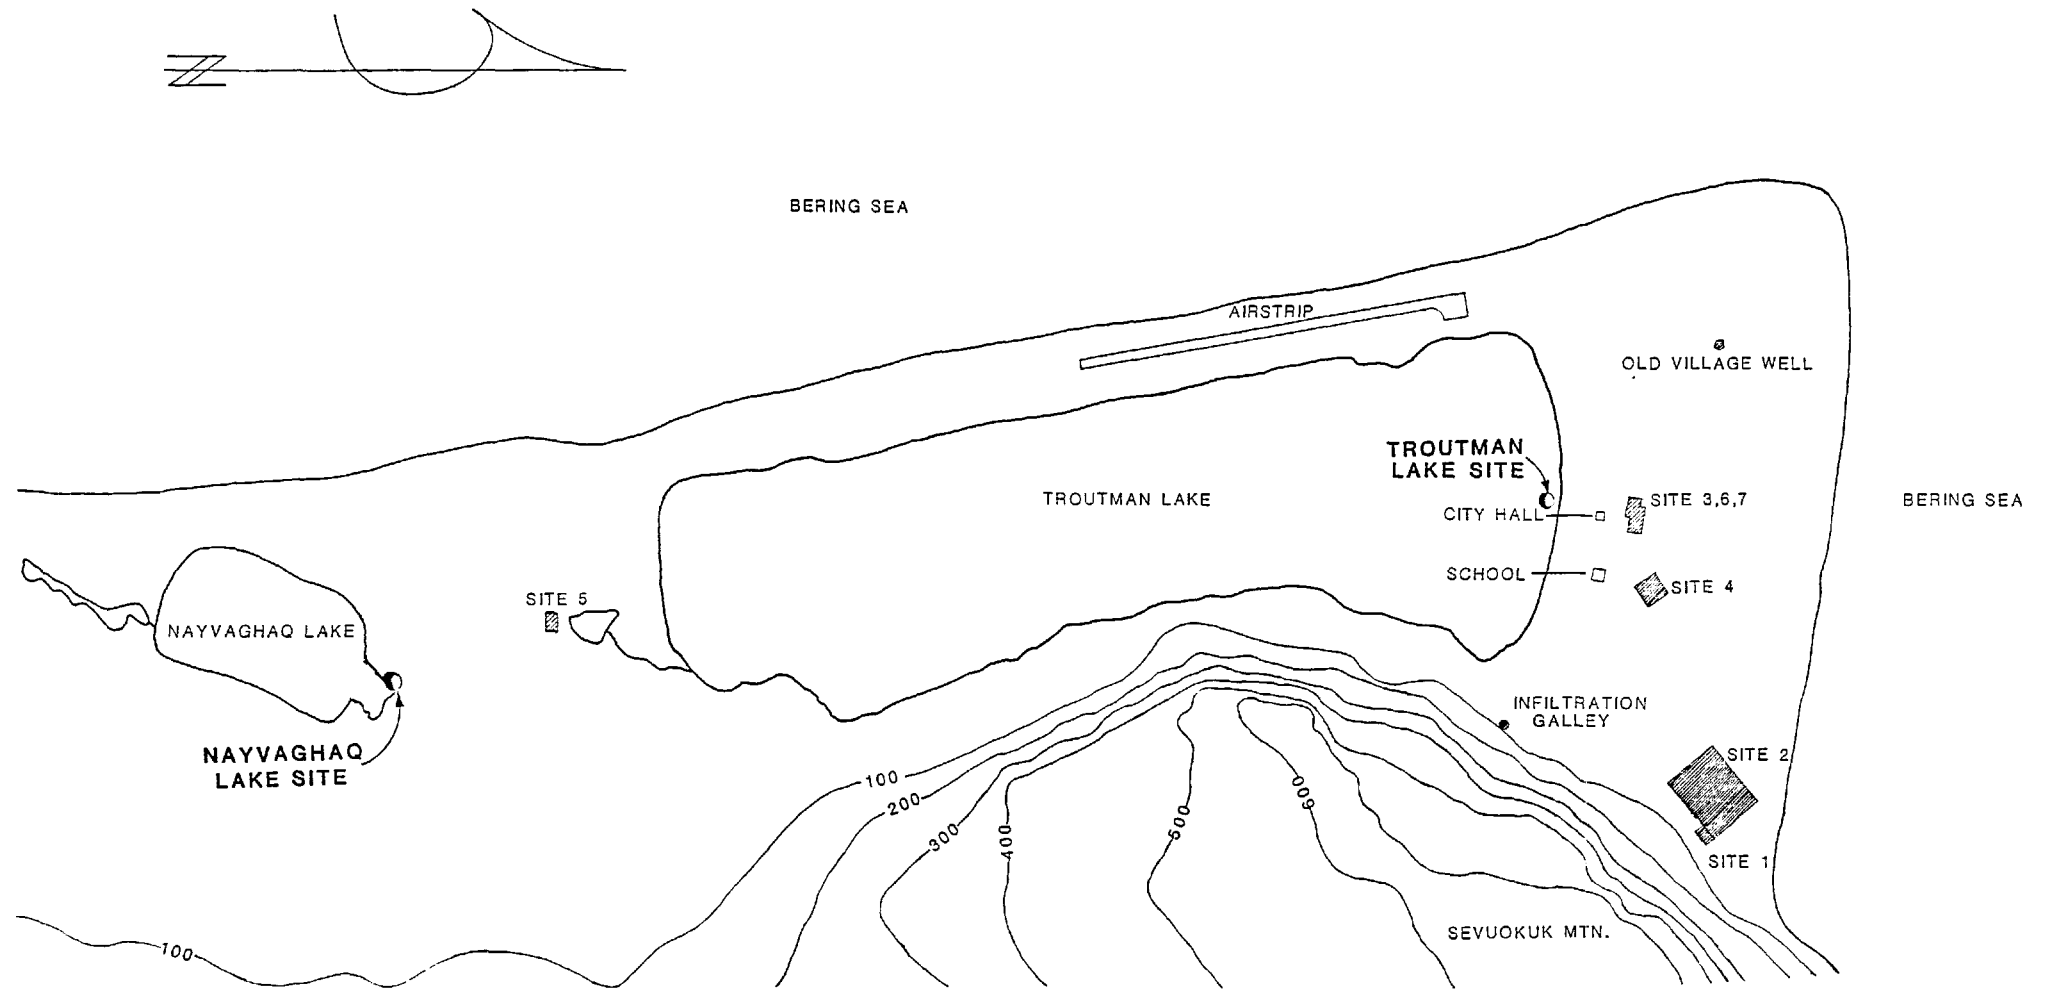 BERING SEA
AIRSTRIP
OLD VILLAGE WELL
TROUTMAN
LAKE SITE
TROUTMAN LAKE
CITY HALL
SITE 3,6,7
BERING SEA
SCHOOL
SITE 4
SITE 5
NAYVAGHAQ LAKE
INFILTRATION
GALLEY
NAYVAGHAQ
LAKE SITE
SITE 2
100
200
300
400
500
600
SITE 1
SEVUOKUK MTN.
100